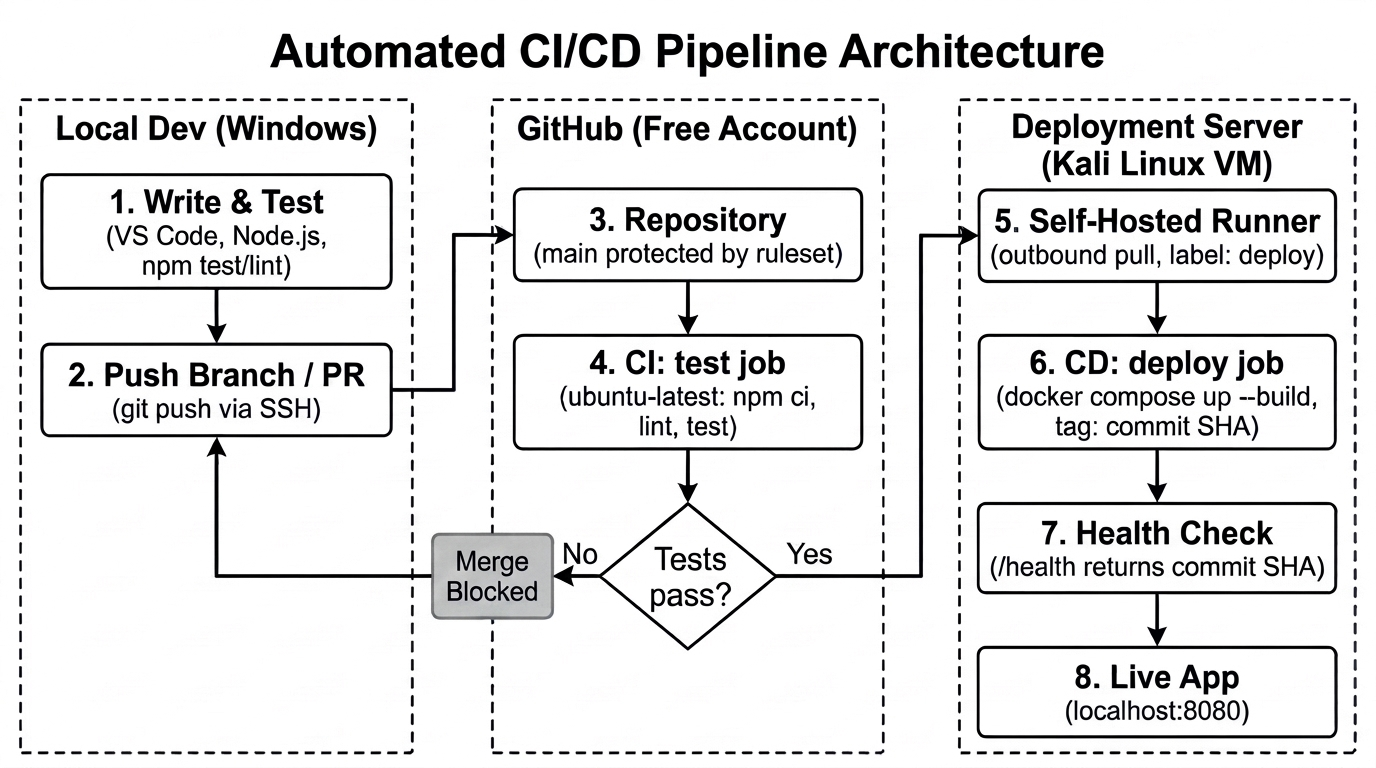 Automated CI/CD Pipeline Architecture
Local Dev (Windows)
1. Write & Test
(VS Code, Node.js,
npm test/lint)
2. Push Branch / PR
(git push via SSH)
GitHub (Free Account)
3. Repository
(main protected by ruleset)
4. CI: test job
(ubuntu-latest: npm ci,
lint, test)
Tests
pass?
No
Yes
Merge
Blocked
Deployment Server
(Kali Linux VM)
5. Self-Hosted Runner
(outbound pull, label: deploy)
6. CD: deploy job
(docker compose up --build,
tag: commit SHA)
7. Health Check
(/health returns commit SHA)
8. Live App
(localhost:8080)